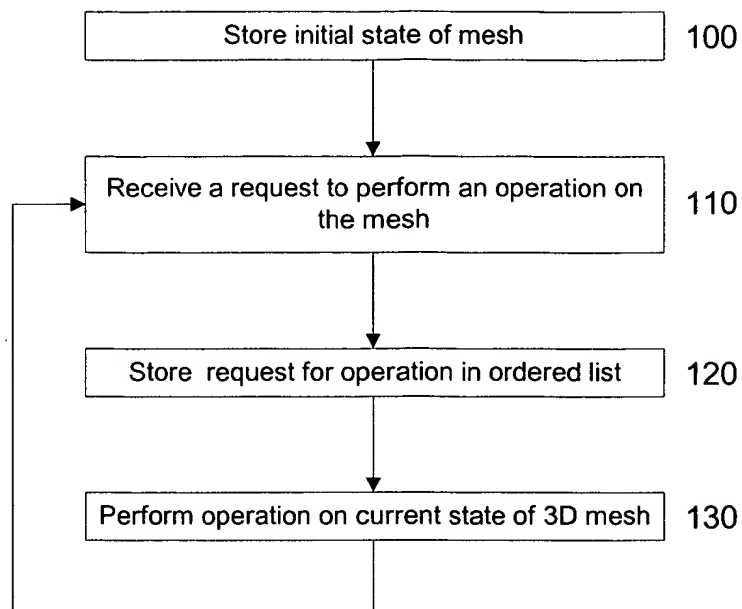 Store initial state of mesh 100
Receive a request to perform an operation on
the mesh
110
Store request for operation in ordered list 120
Perform operation on current state of 3D mesh 130